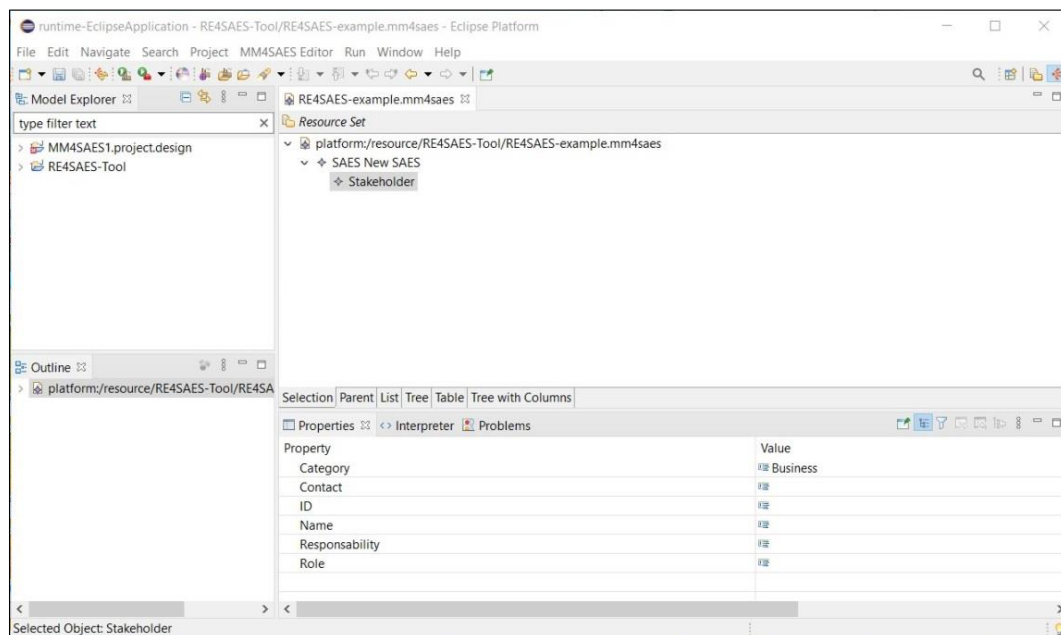 runtime-EclipseApplication - RE4SAES-Tool/RE4SAES-example.mm4saes - Eclipse Platform
File Edit Navigate Search Project MM4SAES Editor Run Window Help
Model Explorer
RE4SAES-example.mm4saes
type filter text
Resource Set
platform:/resource/RE4SAES-Tool/RE4SAES-example.mm4saes
MM4SAES1.project.design
SAES New SAES
RE4SAES-Tool
Stakeholder
Outline
platform:/resource/RE4SAES-Tool/RE4SA
Selection Parent List Tree Table Tree with Columns
Properties Interpreter Problems
Property Value
Category Business
Contact
ID
Name
Responsability
Role
Selected Object: Stakeholder